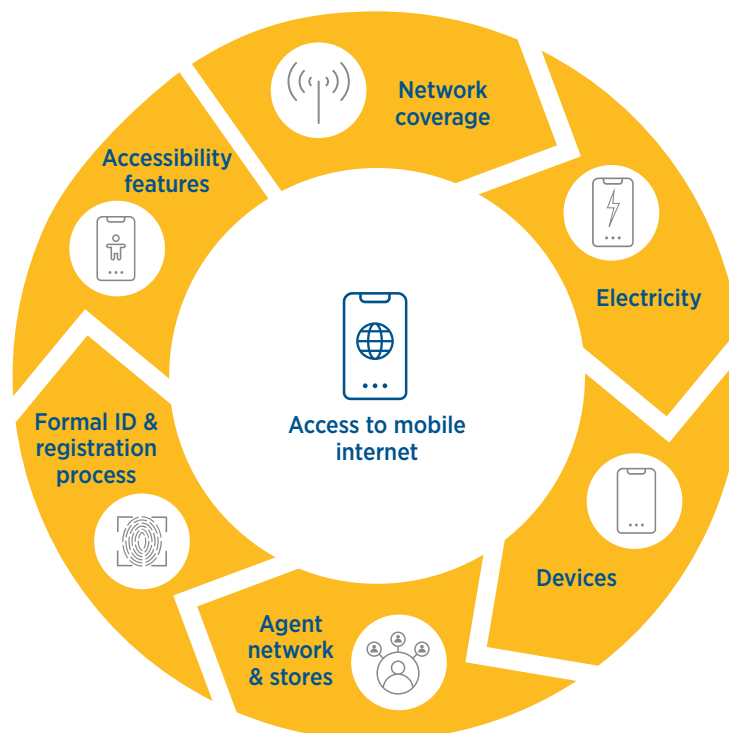 Network
coverage
Electricity
Devices
Agent
network
& stores
Formal ID &
registration
process
Accessibility
features
Access to mobile
internet